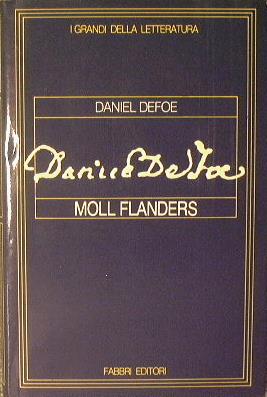 I GRANDI DELLA LETTERATURA
DANIEL DEFOE
Daniel De Foe
MOLL FLANDERS
FABBRI EDITORI